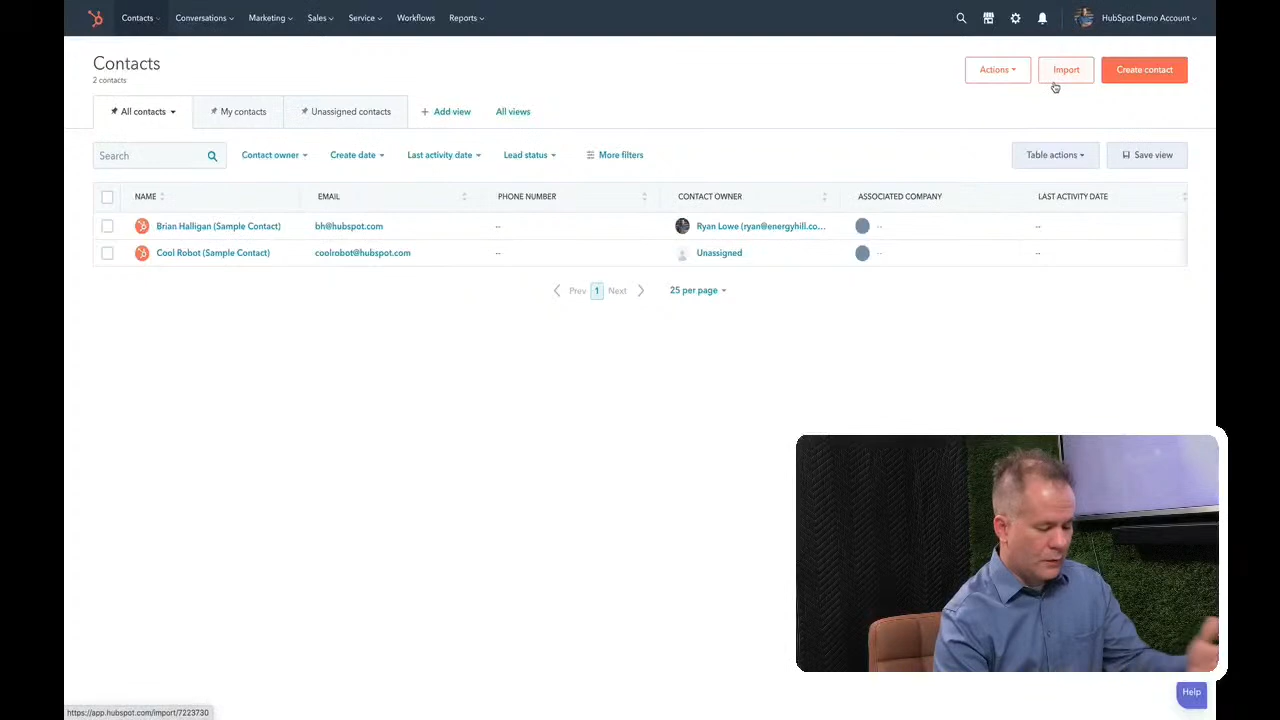 Contacts Conversations Marketing Sales Service Workflows Reports HubSpot Demo Account
Contacts
2 contacts
Actions Import Create contact
All contacts My contacts Unassigned contacts + Add view All views
Search Contact owner Create date Last activity date Lead status More filters Table actions Save view
NAME EMAIL PHONE NUMBER CONTACT OWNER ASSOCIATED COMPANY LAST ACTIVITY DATE
Brian Halligan (Sample Contact) bh@hubspot.com -- Ryan Lowe (ryan@energyhill.co... -- --
Cool Robot (Sample Contact) coolrobot@hubspot.com -- Unassigned -- --
Prev 1 Next 25 per page
Help
https://app.hubspot.com/import/7223730